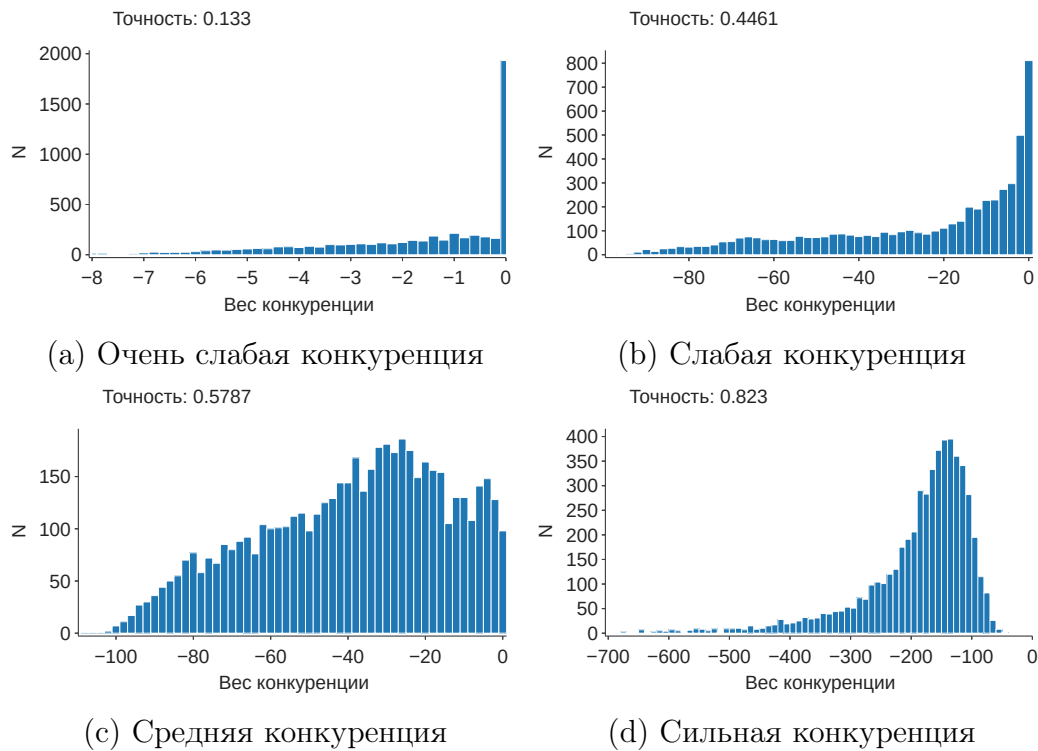 Точность: 0.133
2000
1500
1000
500
0
N
−8 −7 −6 −5 −4 −3 −2 −1 0
Вес конкуренции
(a) Очень слабая конкуренция
Точность: 0.4461
800
700
600
500
400
300
200
100
0
N
−80 −60 −40 −20 0
Вес конкуренции
(b) Слабая конкуренция
Точность: 0.5787
150
100
50
0
N
−100 −80 −60 −40 −20 0
Вес конкуренции
(c) Средняя конкуренция
Точность: 0.823
400
350
300
250
200
150
100
50
0
N
−700 −600 −500 −400 −300 −200 −100 0
Вес конкуренции
(d) Сильная конкуренция